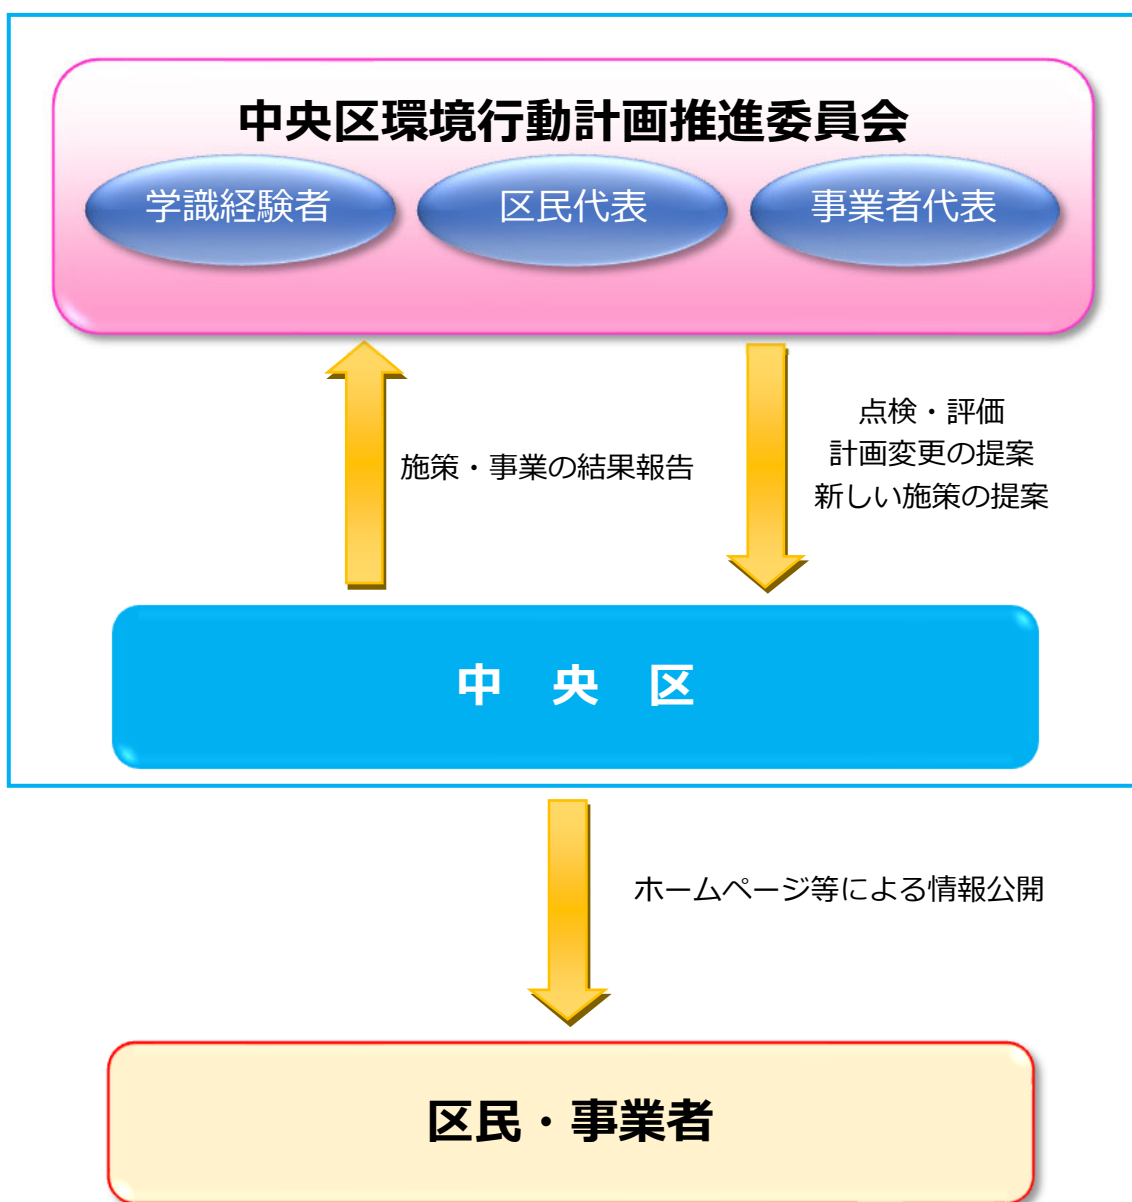 中央区環境行動計画推進委員会
学識経験者
区民代表
事業者代表
施策・事業の結果報告
点検・評価
計画変更の提案
新しい施策の提案
中　央　区
ホームページ等による情報公開
区民・事業者